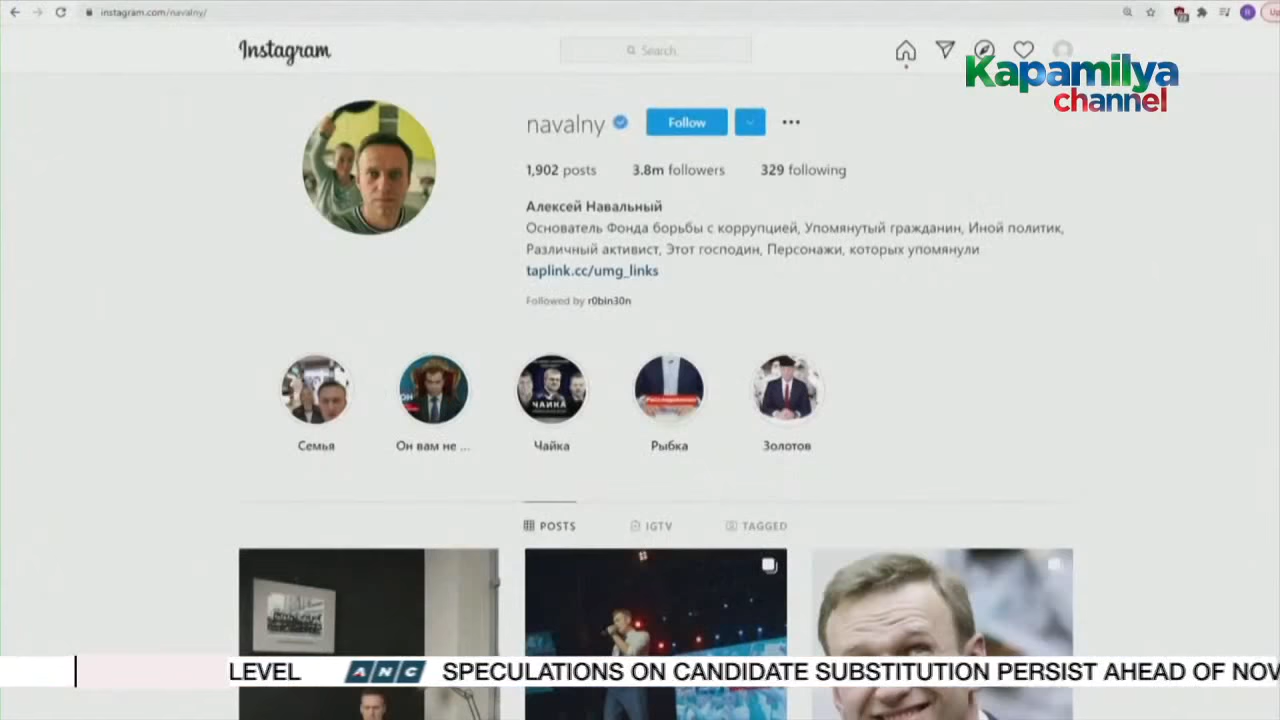 instagram.com/navalny/
Instagram
Search
Kapamilya
channel
navalny
Follow
1,902 posts 3.8m followers 329 following
Алексей Навальный
Основатель Фонда борьбы с коррупцией, Упомянутый гражданин, Иной политик,
Различный активист, Этот господин, Персонажи, которых упомянули
taplink.cc/umg_links
Followed by r0bin30n
ЧАЙКА
Семья Он вам не ... Чайка Рыбка Золотов
POSTS IGTV TAGGED
LEVEL ANC SPECULATIONS ON CANDIDATE SUBSTITUTION PERSIST AHEAD OF NOV